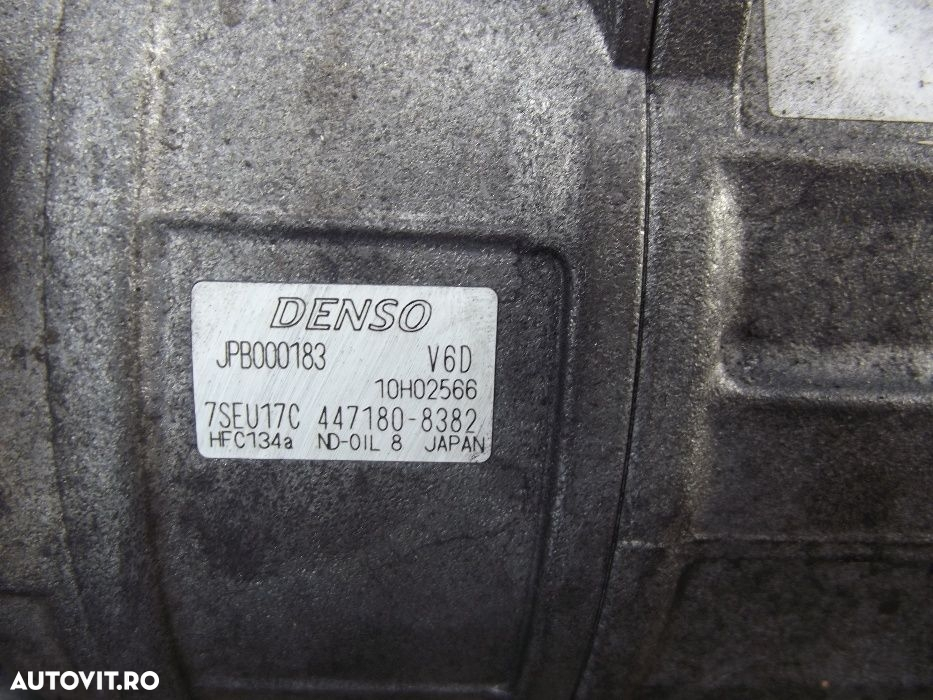 DENSO
JPB000183 V6D
10H02566
7SEU17C 447180-8382
HFC134a ND-OIL 8 JAPAN
AUTOVIT.RO